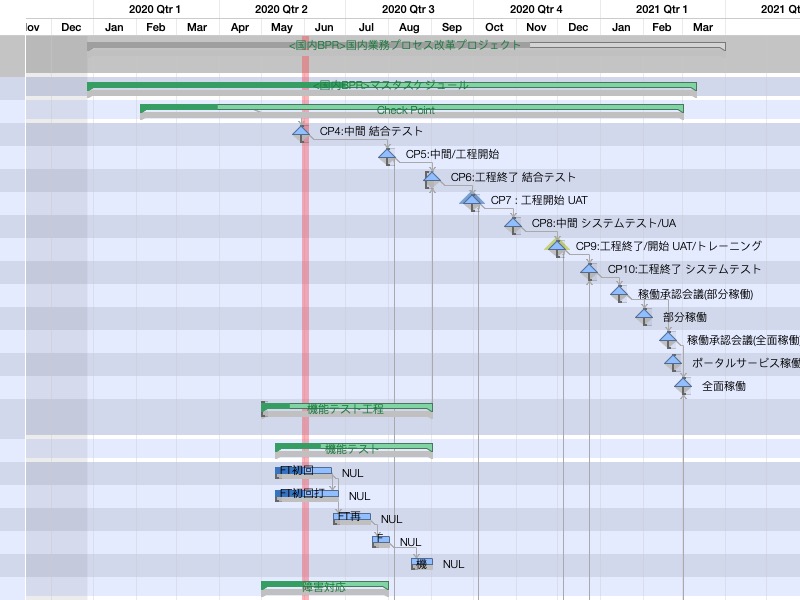 2020 Qtr 1 2020 Qtr 2 2020 Qtr 3 2020 Qtr 4 2021 Qtr 1 2021 Qt
ov Dec Jan Feb Mar Apr May Jun Jul Aug Sep Oct Nov Dec Jan Feb Mar
<国内BPR>国内業務プロセス改革プロジェクト
<国内BPR>マスタスケジュール
Check Point
CP4:中間 結合テスト
CP5:中間/工程開始
CP6:工程終了 結合テスト
CP7 : 工程開始 UAT
CP8:中間 システムテスト/UA
CP9:工程終了/開始 UAT/トレーニング
CP10:工程終了 システムテスト
稼働承認会議(部分稼働)
部分稼働
稼働承認会議(全面稼働
ポータルサービス稼働
全面稼働
機能テスト工程
機能テスト
FT初回 NUL
FT初回打 NUL
FT再 NUL
F NUL
機 NUL
障害対応